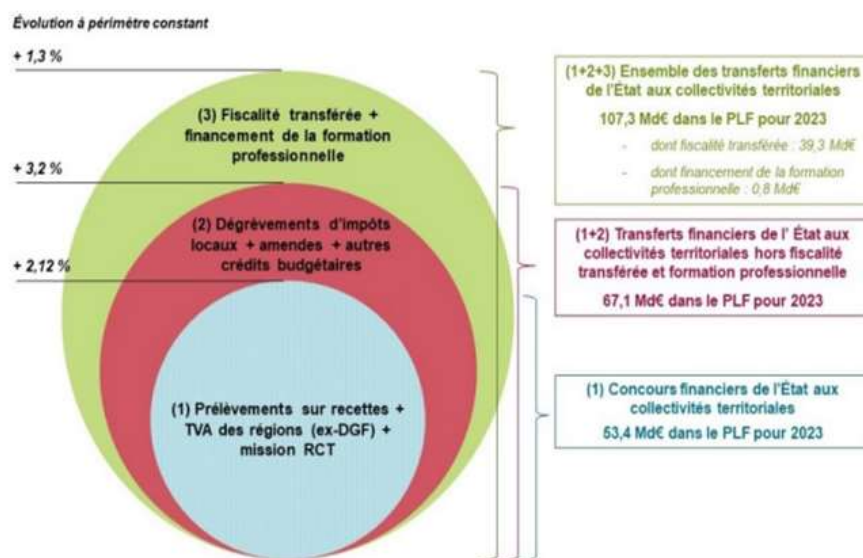 Évolution à périmètre constant
+ 1,3 %
+ 3,2 %
+ 2,12 %
(3) Fiscalité transférée +
financement de la formation
professionnelle
(2) Dégrèvements d'impôts
locaux + amendes + autres
crédits budgétaires
(1) Prélèvements sur recettes +
TVA des régions (ex-DGF) +
mission RCT
(1+2+3) Ensemble des transferts financiers
de l'État aux collectivités territoriales
107,3 Md€ dans le PLF pour 2023
- dont fiscalité transférée : 39,3 Md€
- dont financement de la formation
professionnelle : 0,8 Md€
(1+2) Transferts financiers de l' État aux
collectivités territoriales hors fiscalité
transférée et formation professionnelle
67,1 Md€ dans le PLF pour 2023
(1) Concours financiers de l'État aux
collectivités territoriales
53,4 Md€ dans le PLF pour 2023